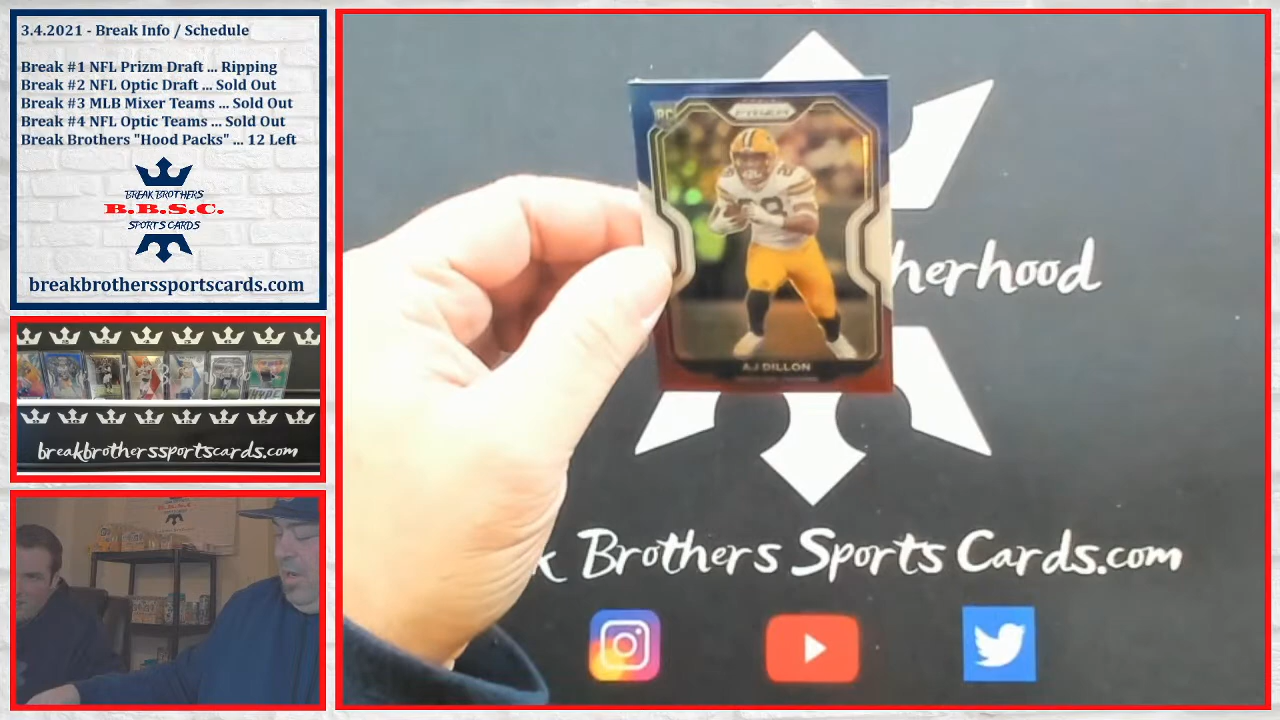 3.4.2021 - Break Info / Schedule
Break #1 NFL Prizm Draft ... Ripping
Break #2 NFL Optic Draft ... Sold Out
Break #3 MLB Mixer Teams ... Sold Out
Break #4 NFL Optic Teams ... Sold Out
Break Brothers "Hood Packs" ... 12 Left
BREAK BROTHERS
B.B.S.C.
SPORTS CARDS
breakbrotherssportscards.com
breakbrotherssportscards.com
RC
PRIZM
28
AJ DILLON
herhood
k Brothers Sports Cards.com